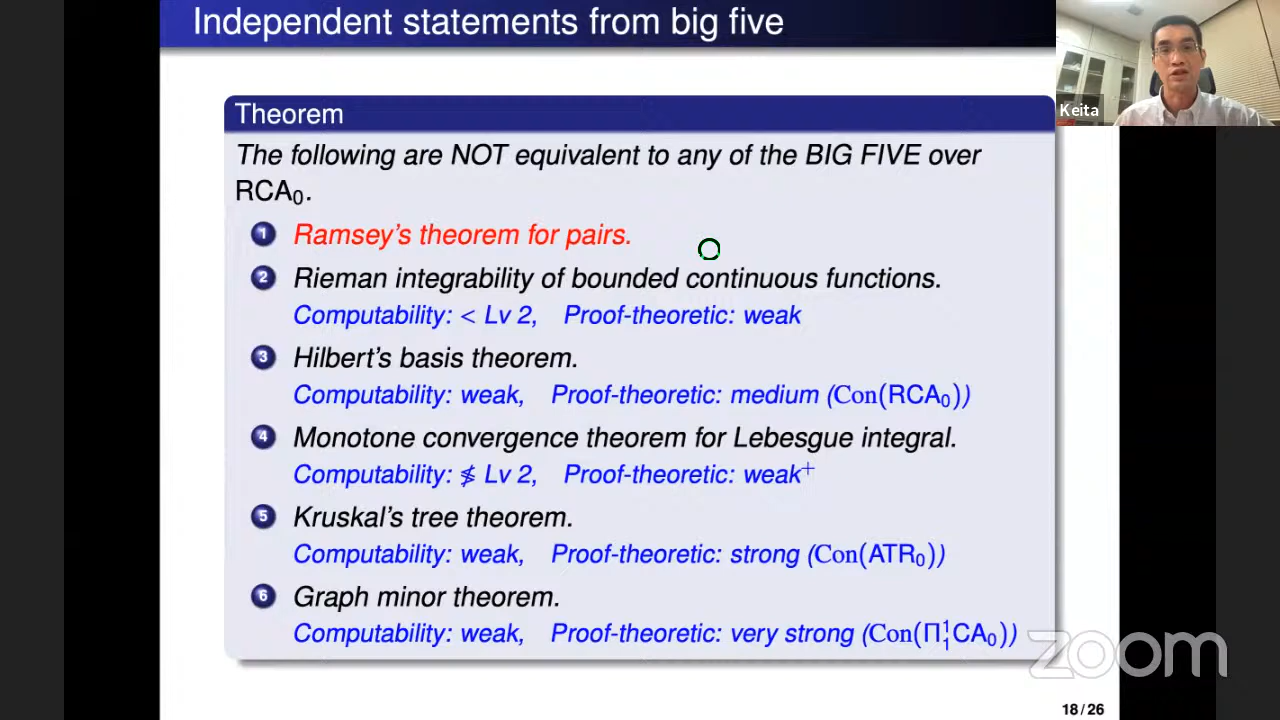 Independent statements from big five
Keita
Theorem
The following are NOT equivalent to any of the BIG FIVE over
RCA₀.
1 Ramsey's theorem for pairs.
2 Rieman integrability of bounded continuous functions.
Computability: < Lv 2, Proof-theoretic: weak
3 Hilbert's basis theorem.
Computability: weak, Proof-theoretic: medium (Con(RCA₀))
4 Monotone convergence theorem for Lebesgue integral.
Computability: ≸ Lv 2, Proof-theoretic: weak⁺
5 Kruskal's tree theorem.
Computability: weak, Proof-theoretic: strong (Con(ATR₀))
6 Graph minor theorem.
Computability: weak, Proof-theoretic: very strong (Con(Π¹₁CA₀))
zoom
18/26